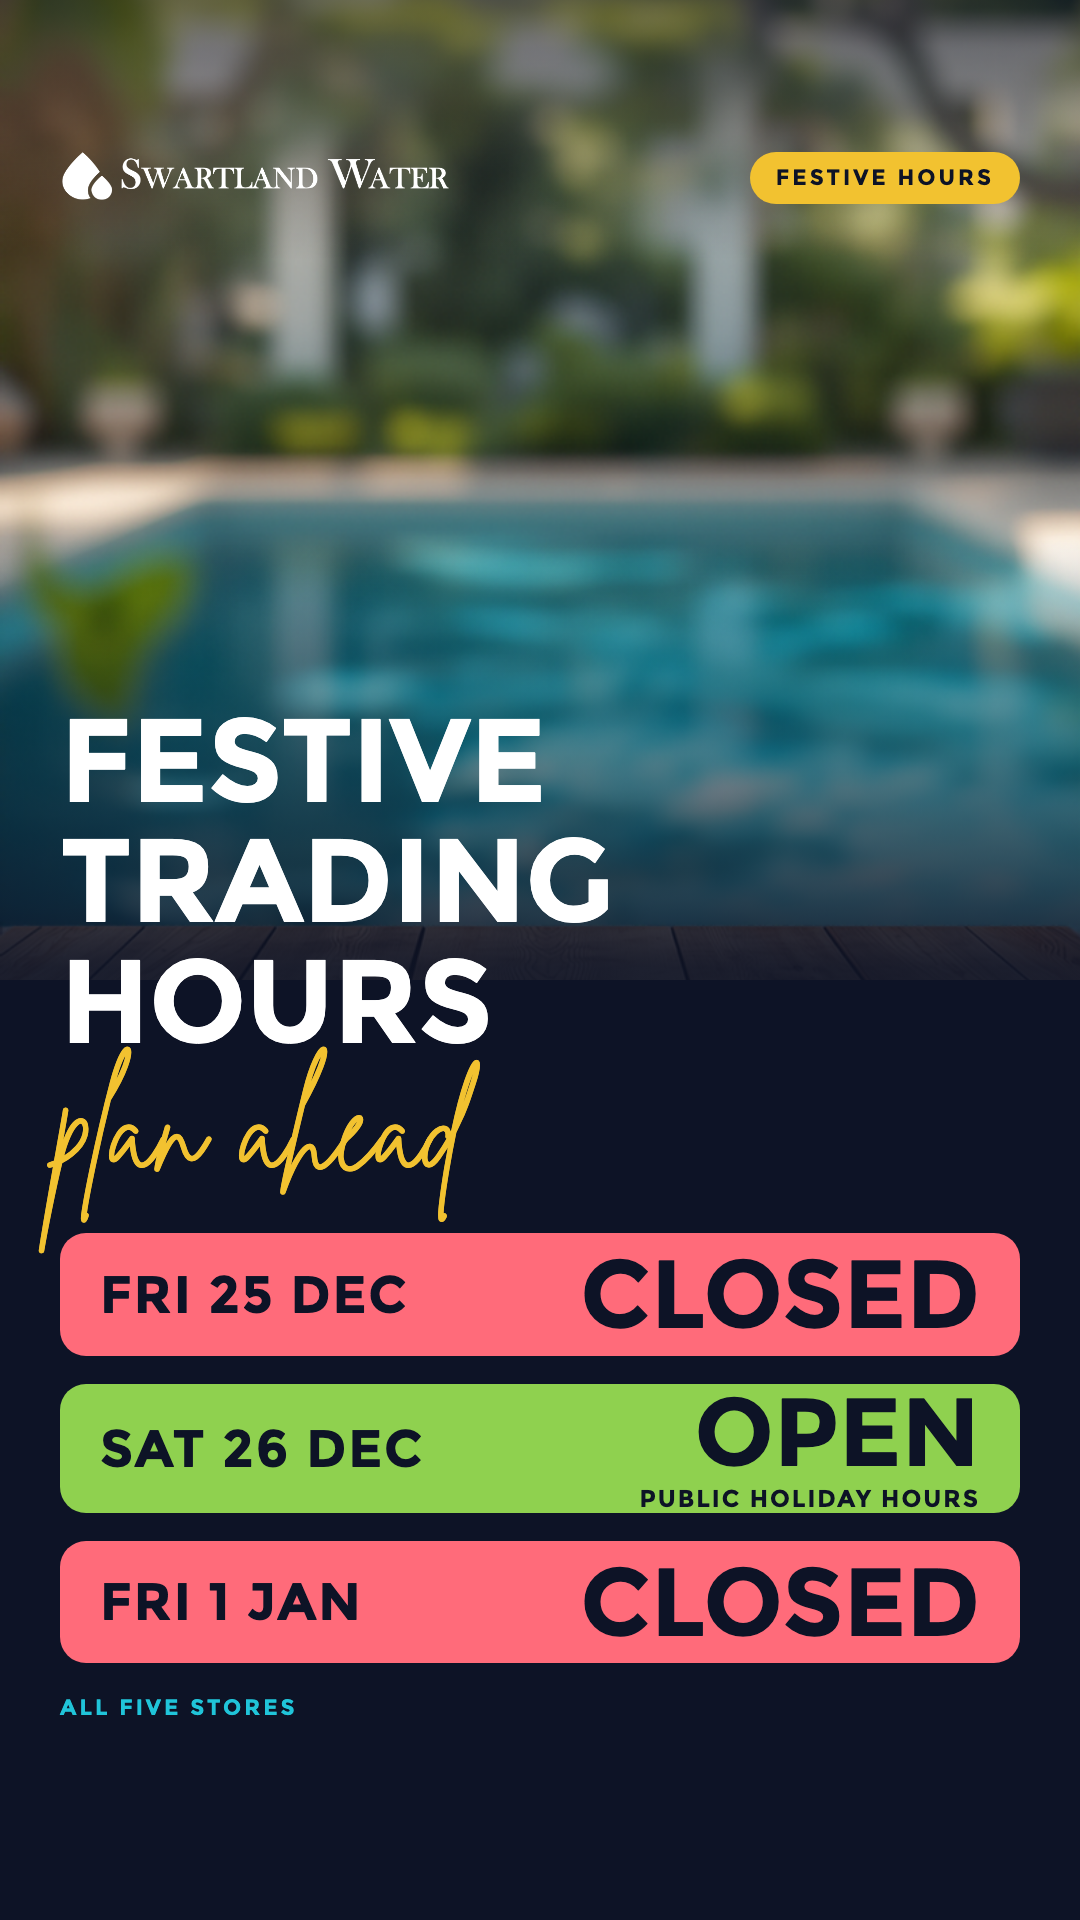 SWARTLAND WATER
FESTIVE HOURS
FESTIVE
TRADING
HOURS
plan ahead
FRI 25 DEC CLOSED
SAT 26 DEC OPEN
PUBLIC HOLIDAY HOURS
FRI 1 JAN CLOSED
ALL FIVE STORES